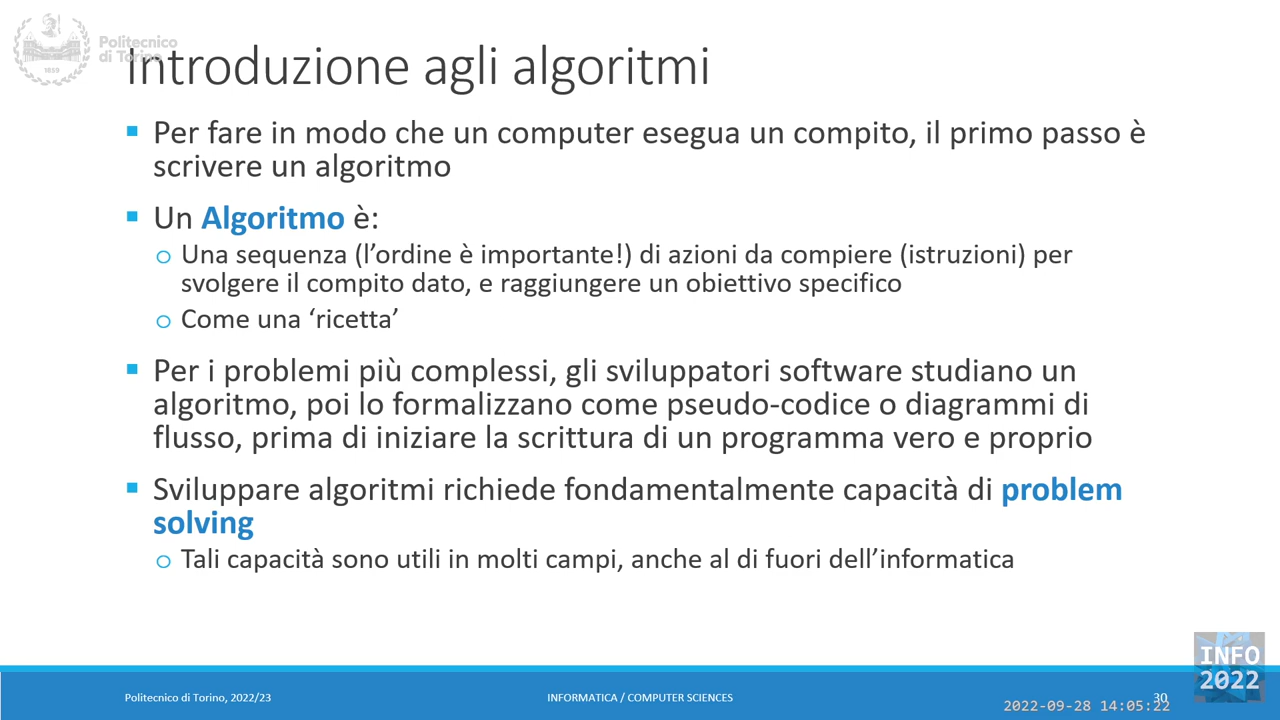 Politecnico
di Torino
1859
Introduzione agli algoritmi
Per fare in modo che un computer esegua un compito, il primo passo è
scrivere un algoritmo
Un Algoritmo è:
Una sequenza (l’ordine è importante!) di azioni da compiere (istruzioni) per
svolgere il compito dato, e raggiungere un obiettivo specifico
Come una ‘ricetta’
Per i problemi più complessi, gli sviluppatori software studiano un
algoritmo, poi lo formalizzano come pseudo-codice o diagrammi di
flusso, prima di iniziare la scrittura di un programma vero e proprio
Sviluppare algoritmi richiede fondamentalmente capacità di problem
solving
Tali capacità sono utili in molti campi, anche al di fuori dell’informatica
INFO
2022
Politecnico di Torino, 2022/23
INFORMATICA / COMPUTER SCIENCES
30
2022-09-28 14:05:22